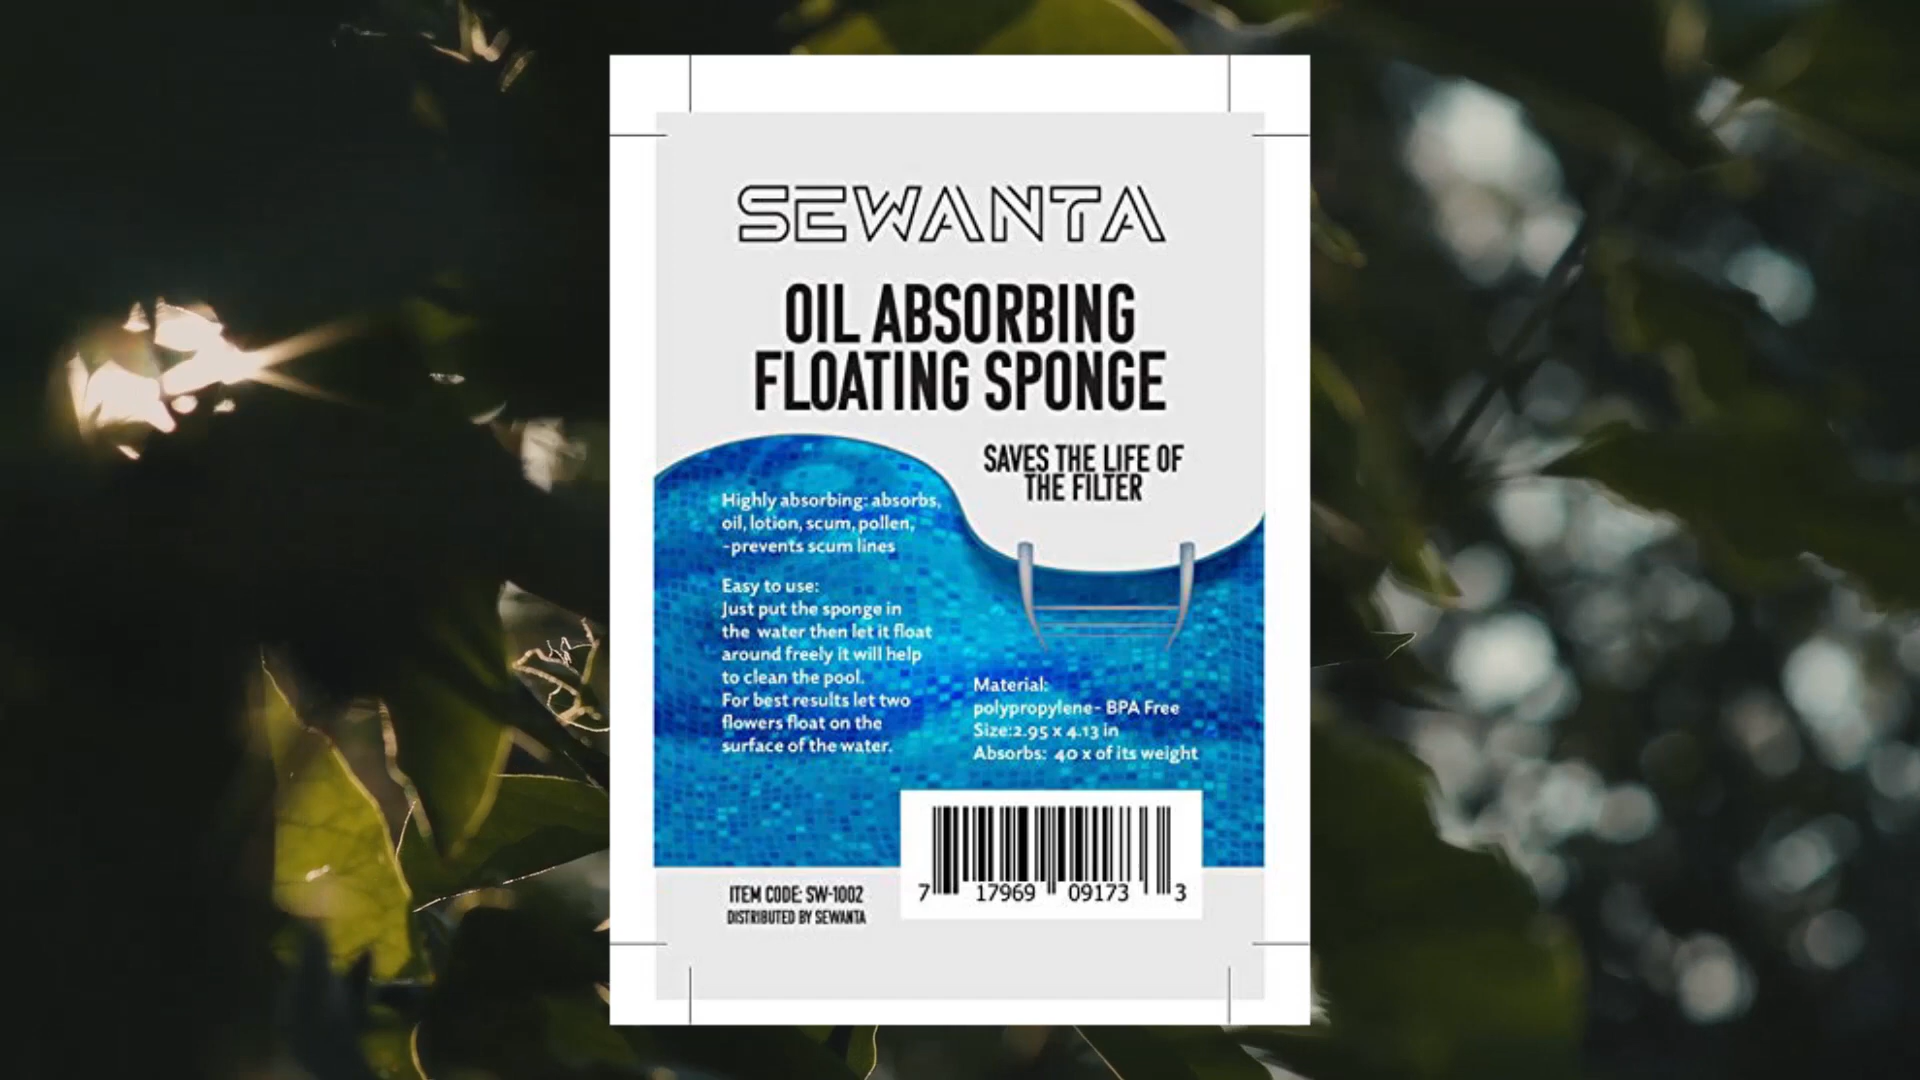 SEWANTA
OIL ABSORBING
FLOATING SPONGE
SAVES THE LIFE OF
THE FILTER
Highly absorbing: absorbs,
oil, lotion, scum, pollen,
-prevents scum lines
Easy to use:
Just put the sponge in
the water then let it float
around freely it will help
to clean the pool.
For best results let two
flowers float on the
surface of the water.
Material:
polypropylene- BPA Free
Size:2.95 x 4.13 in
Absorbs: 40 x of its weight
7 17969 09173 3
ITEM CODE: SW-1002
DISTRIBUTED BY SEWANTA